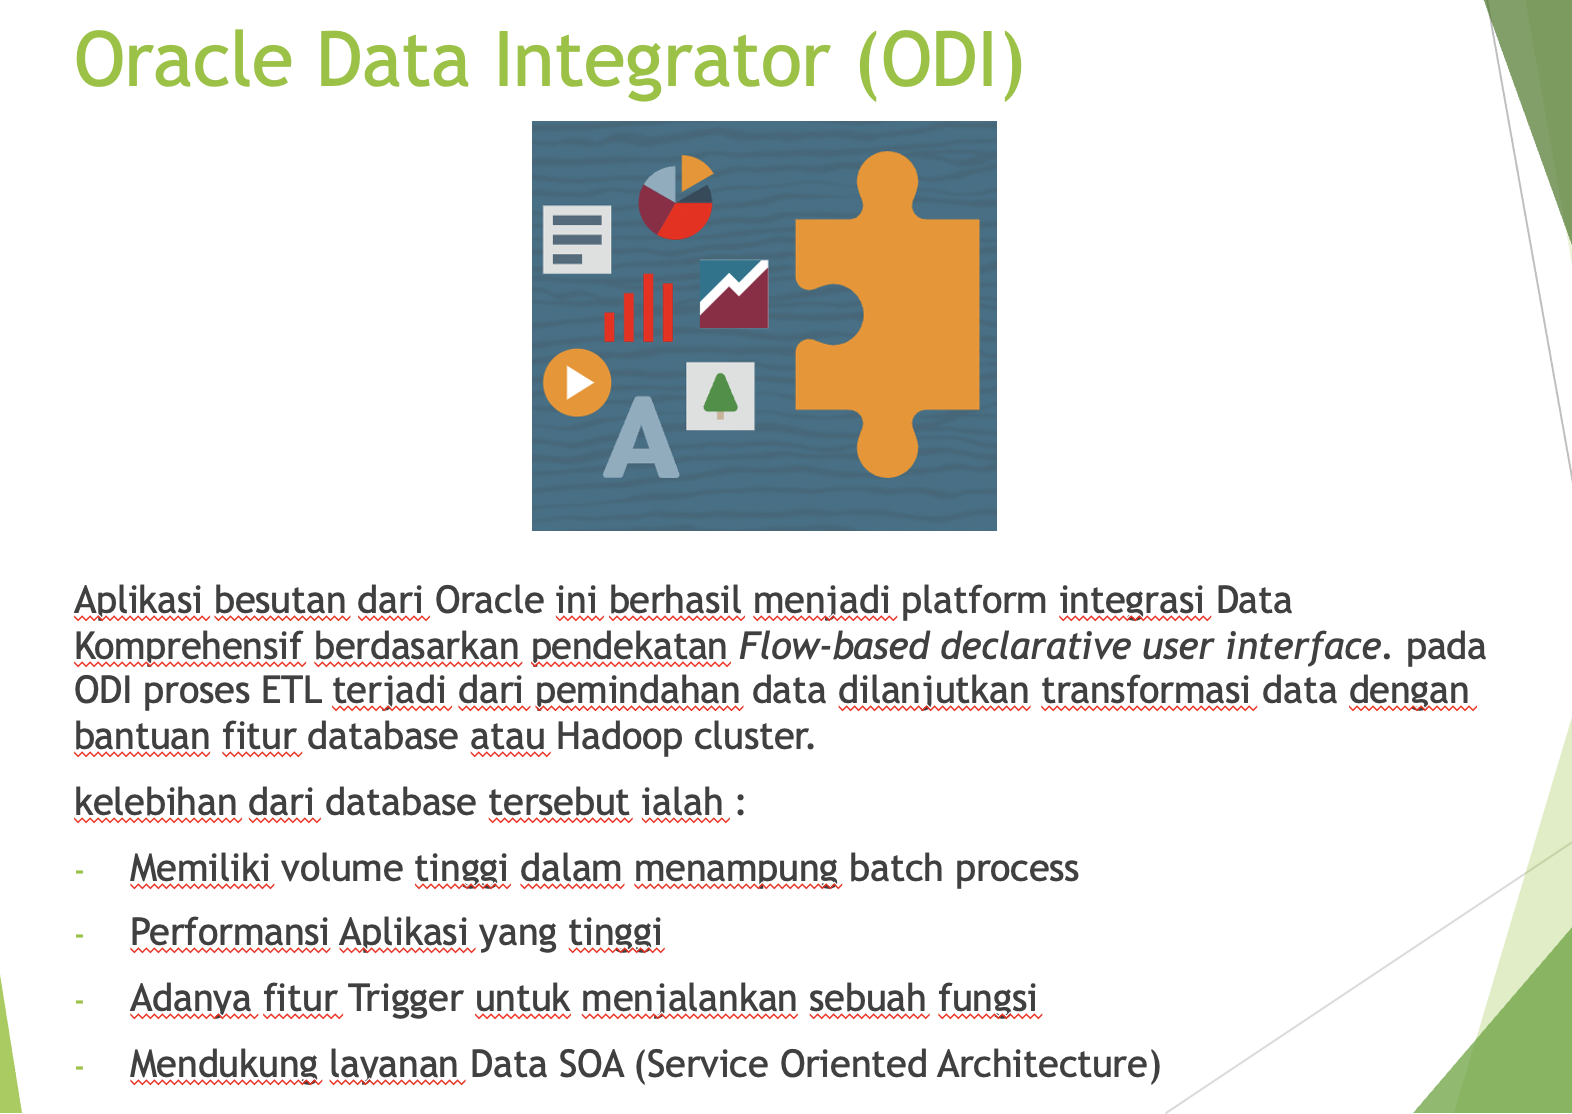 Oracle Data Integrator (ODI)
A
Aplikasi besutan dari Oracle ini berhasil menjadi platform integrasi Data
Komprehensif berdasarkan pendekatan Flow-based declarative user interface. pada
ODI proses ETL terjadi dari pemindahan data dilanjutkan transformasi data dengan
bantuan fitur database atau Hadoop cluster.
kelebihan dari database tersebut ialah :
- Memiliki volume tinggi dalam menampung batch process
- Performansi Aplikasi yang tinggi
- Adanya fitur Trigger untuk menjalankan sebuah fungsi
- Mendukung layanan Data SOA (Service Oriented Architecture)